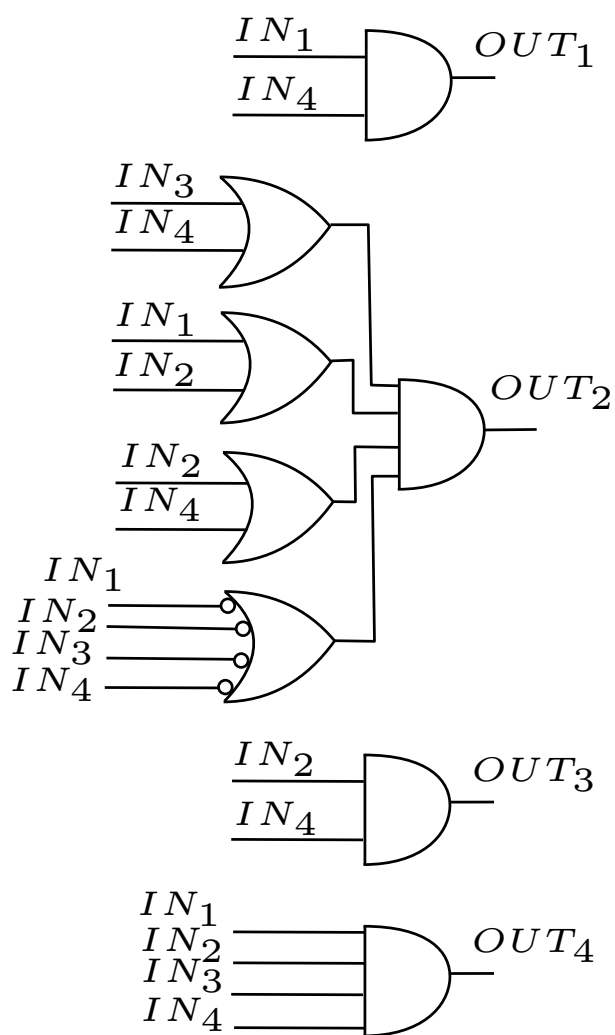 IN₁
OUT₁
IN₄
IN₃
IN₄
IN₁
IN₂
OUT₂
IN₂
IN₄
IN₁
IN₂
IN₃
IN₄
IN₂
OUT₃
IN₄
IN₁
IN₂
OUT₄
IN₃
IN₄